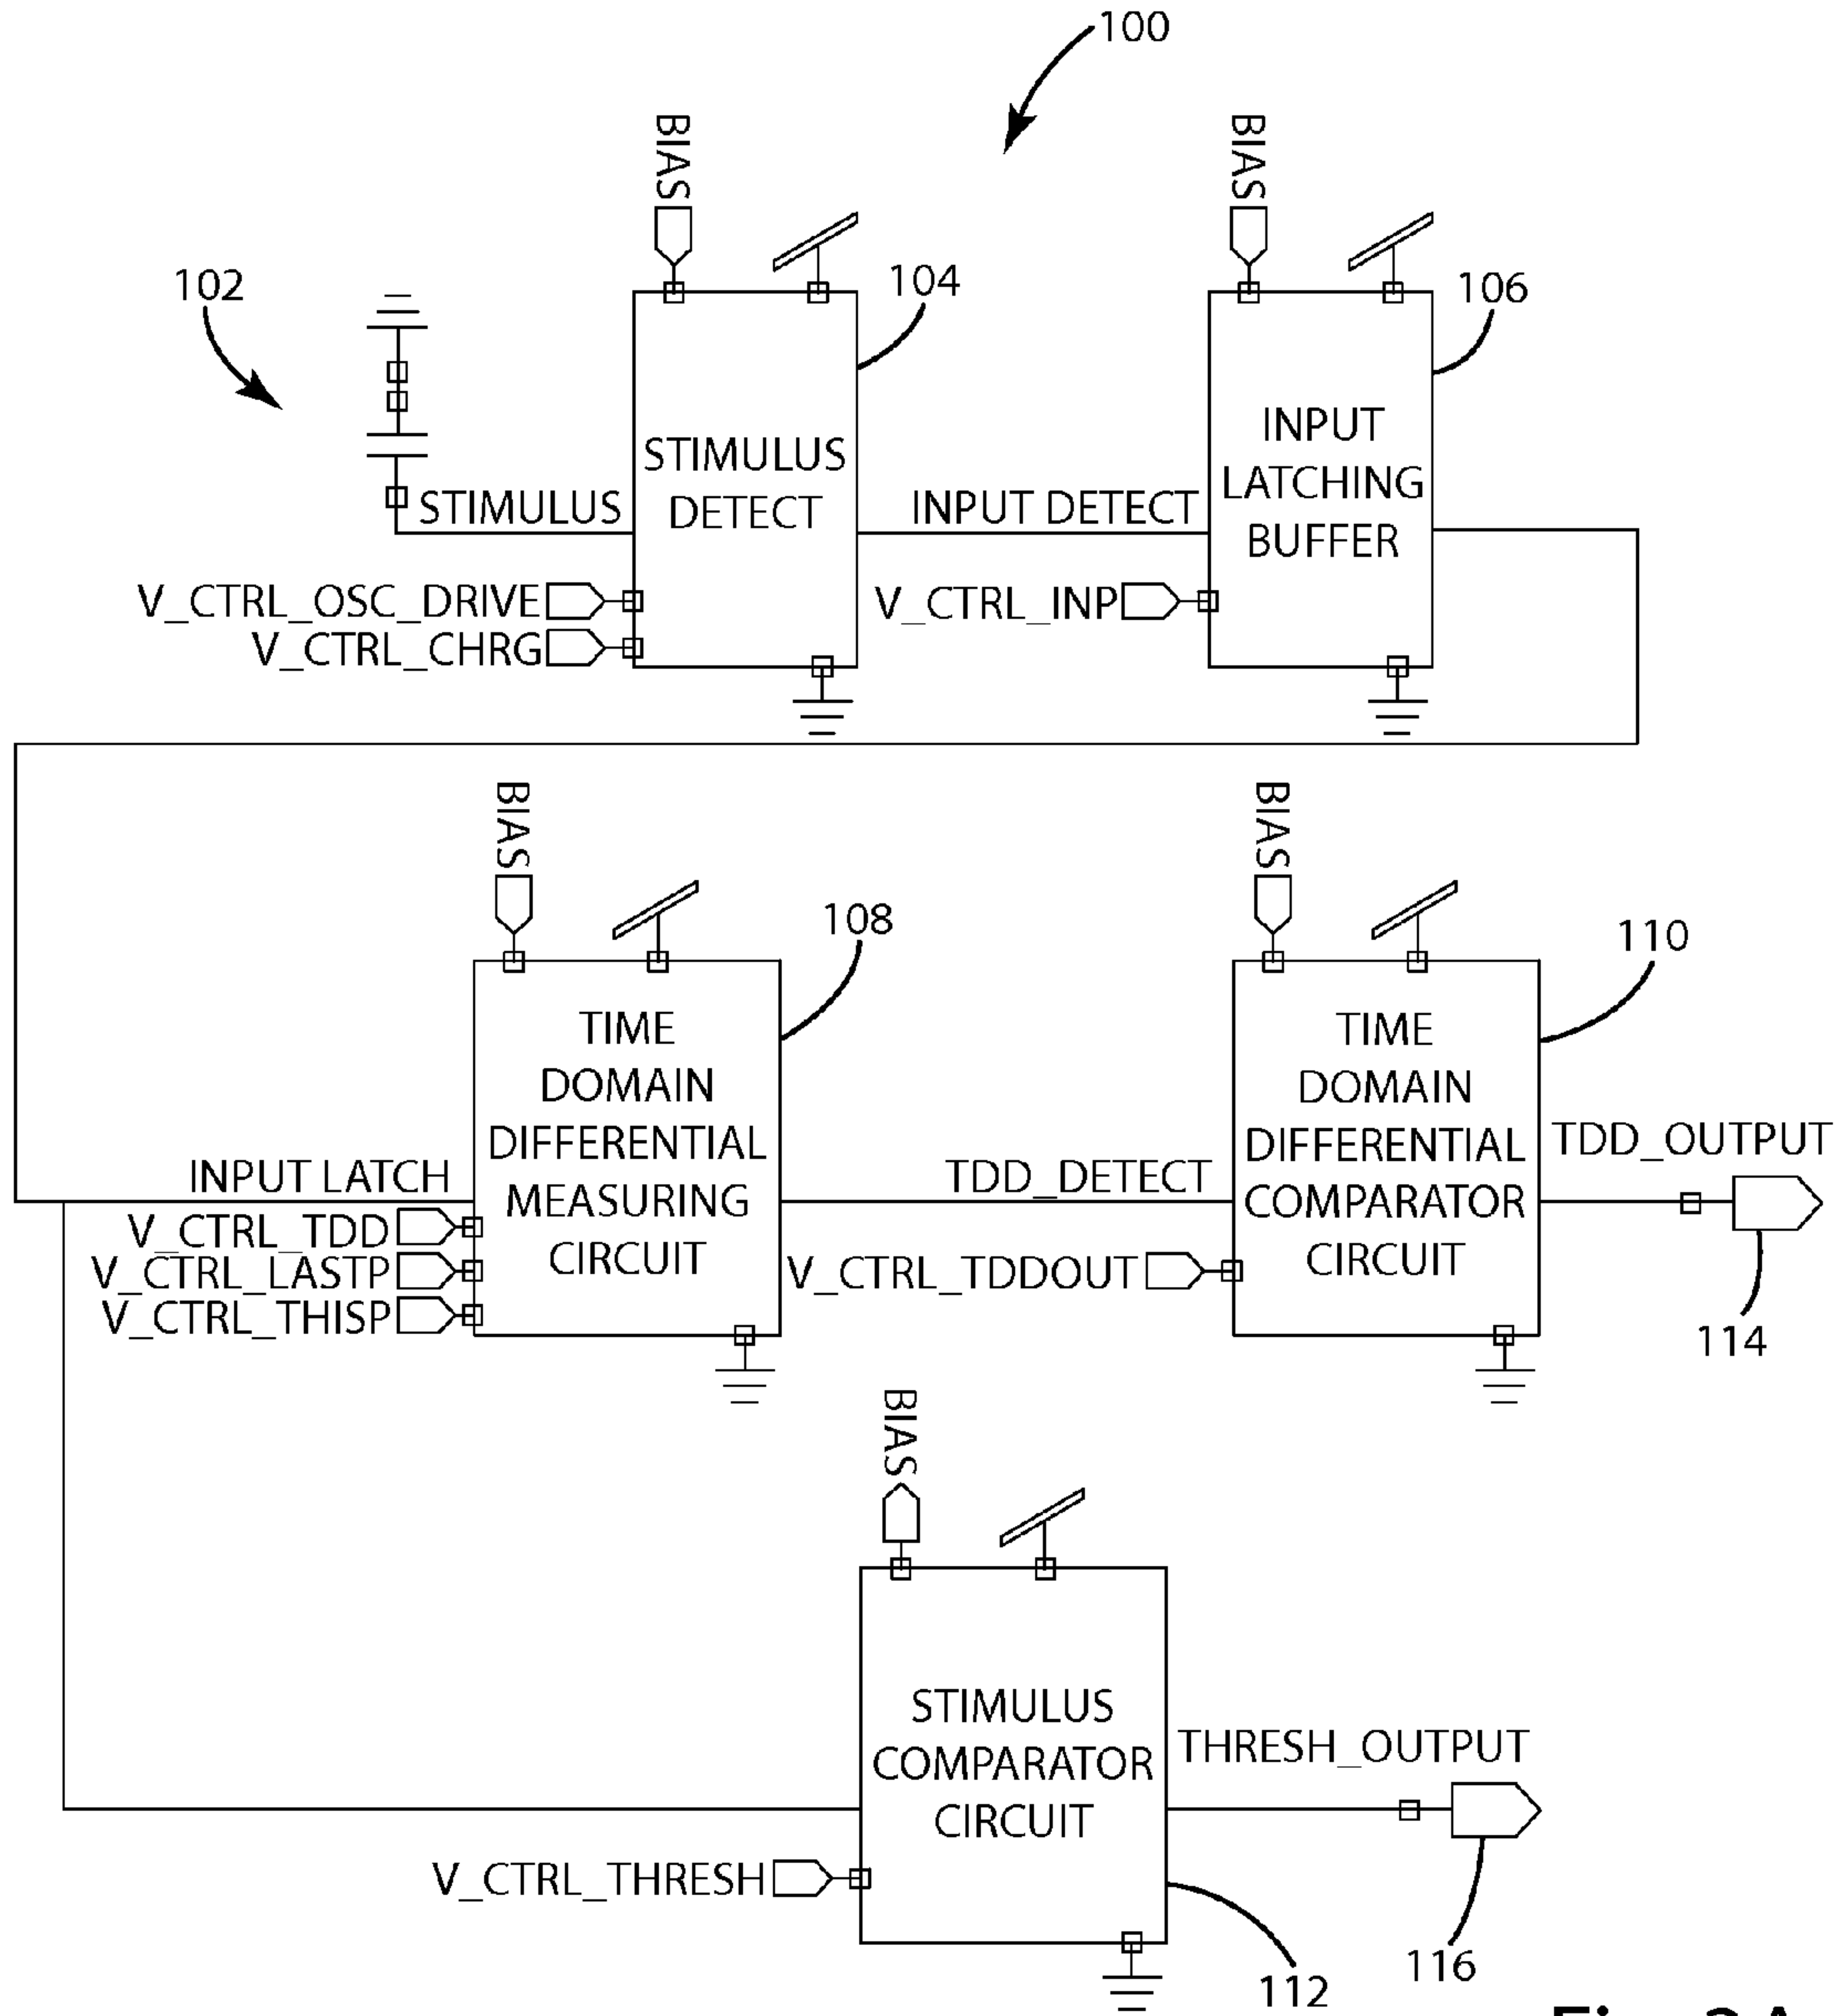 100
BIAS
BIAS
102
104
106
STIMULUS
DETECT
INPUT
LATCHING
BUFFER
STIMULUS
INPUT DETECT
V_CTRL_OSC_DRIVE
V_CTRL_CHRG
V_CTRL_INP
BIAS
BIAS
108
110
TIME
DOMAIN
DIFFERENTIAL
MEASURING
CIRCUIT
TIME
DOMAIN
DIFFERENTIAL
COMPARATOR
CIRCUIT
INPUT LATCH
TDD_DETECT
TDD_OUTPUT
V_CTRL_TDD
V_CTRL_LASTP
V_CTRL_THISP
V_CTRL_TDDOUT
114
BIAS
STIMULUS
COMPARATOR
CIRCUIT
THRESH_OUTPUT
V_CTRL_THRESH
116
112